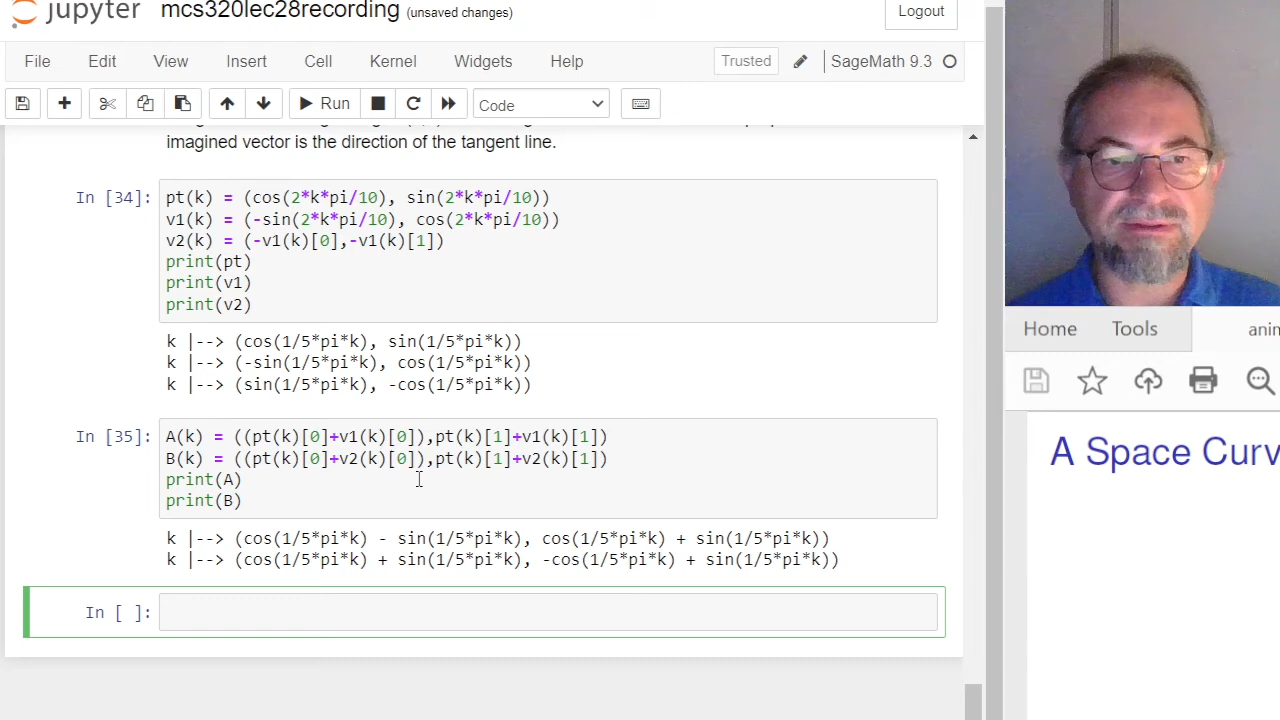 jupyter mcs320lec28recording (unsaved changes)
Logout
File Edit View Insert Cell Kernel Widgets Help
Trusted
SageMath 9.3
Run
Code
imagined vector is the direction of the tangent line.
In [34]:
pt(k) = (cos(2*k*pi/10), sin(2*k*pi/10))
v1(k) = (-sin(2*k*pi/10), cos(2*k*pi/10))
v2(k) = (-v1(k)[0],-v1(k)[1])
print(pt)
print(v1)
print(v2)
k |--> (cos(1/5*pi*k), sin(1/5*pi*k))
k |--> (-sin(1/5*pi*k), cos(1/5*pi*k))
k |--> (sin(1/5*pi*k), -cos(1/5*pi*k))
In [35]:
A(k) = ((pt(k)[0]+v1(k)[0]),pt(k)[1]+v1(k)[1])
B(k) = ((pt(k)[0]+v2(k)[0]),pt(k)[1]+v2(k)[1])
print(A)
print(B)
k |--> (cos(1/5*pi*k) - sin(1/5*pi*k), cos(1/5*pi*k) + sin(1/5*pi*k))
k |--> (cos(1/5*pi*k) + sin(1/5*pi*k), -cos(1/5*pi*k) + sin(1/5*pi*k))
In [ ]:
Home Tools anin
A Space Curv